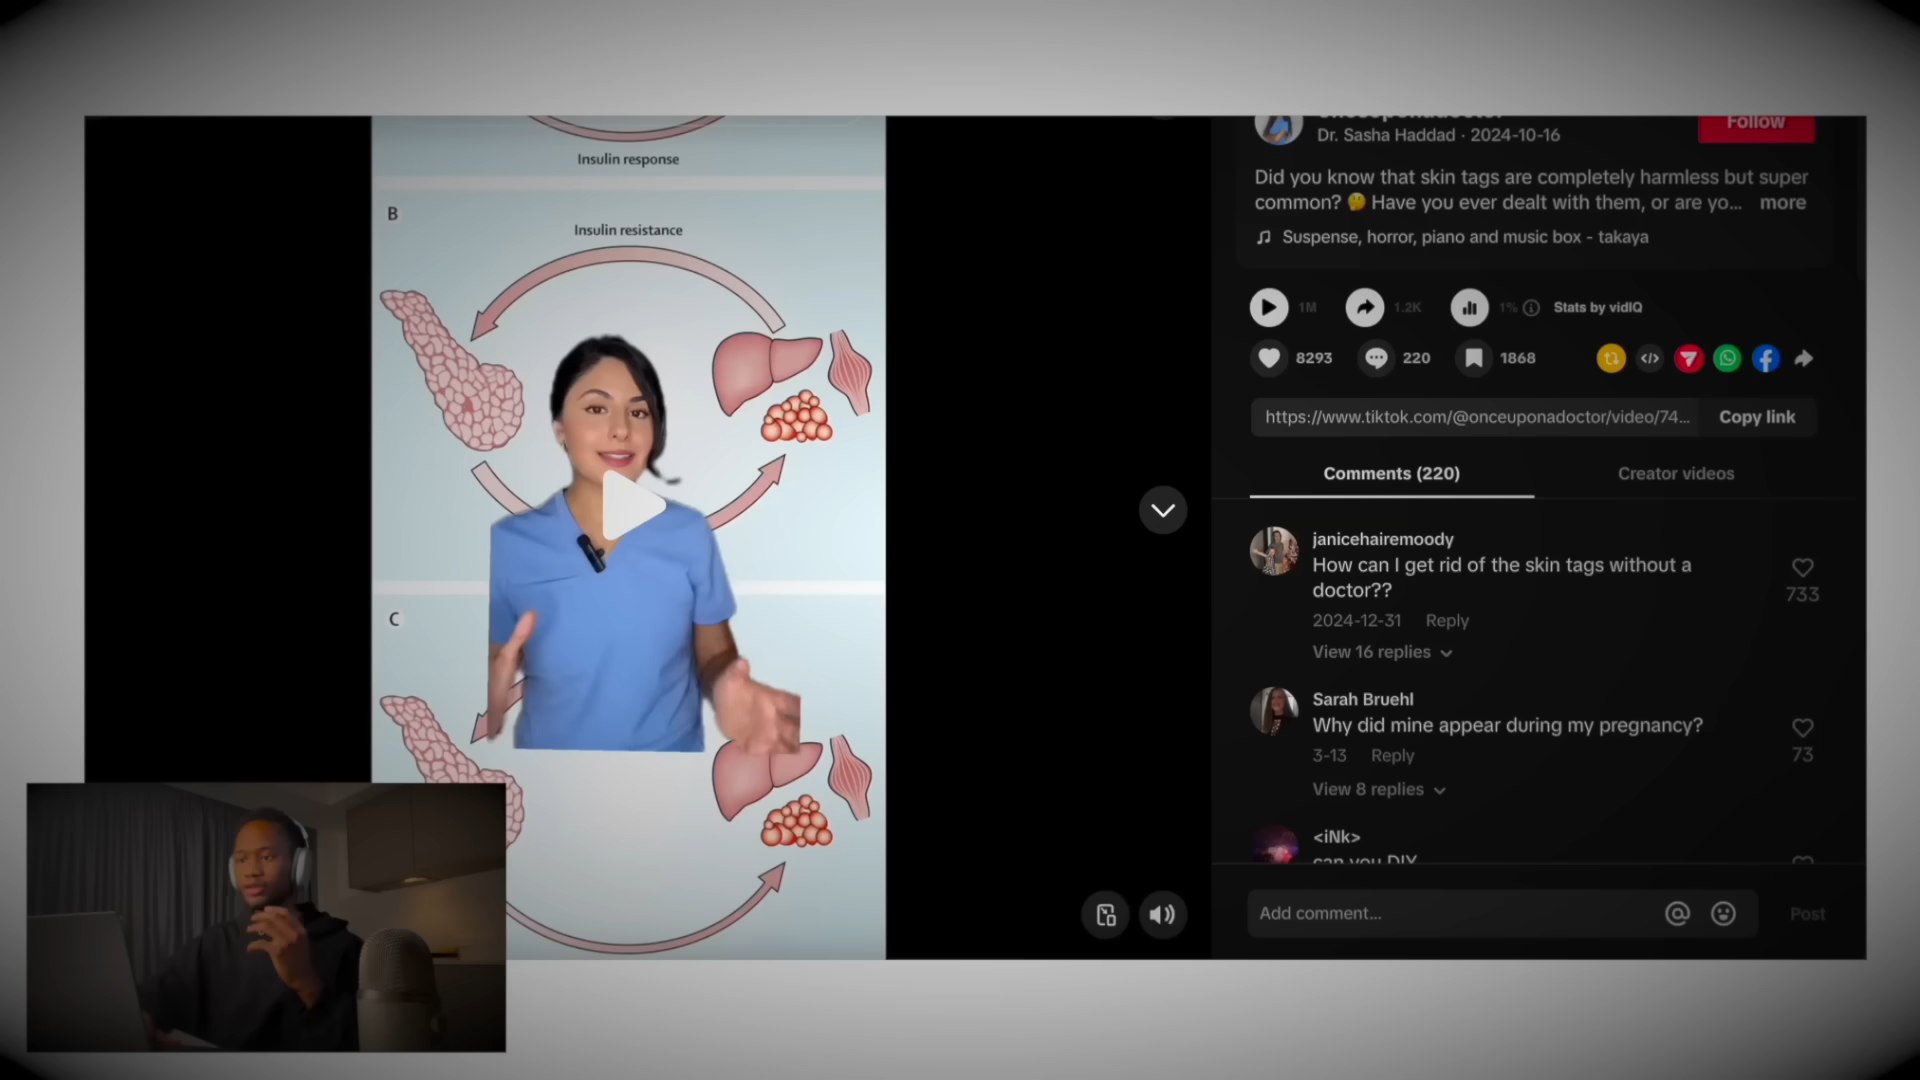 Insulin response
B
Insulin resistance
C
onceuponadoctor
Dr. Sasha Haddad · 2024-10-16
Follow
Did you know that skin tags are completely harmless but super
common? 🤔 Have you ever dealt with them, or are yo... more
Suspense, horror, piano and music box - takaya
1M
1.2K
1%
Stats by vidIQ
8293
220
1868
https://www.tiktok.com/@onceuponadoctor/video/74...
Copy link
Comments (220)
Creator videos
janicehairemoody
How can I get rid of the skin tags without a
doctor??
2024-12-31 Reply
733
View 16 replies
Sarah Bruehl
Why did mine appear during my pregnancy?
3-13 Reply
73
View 8 replies
<iNk>
can you DIY
Add comment...
Post